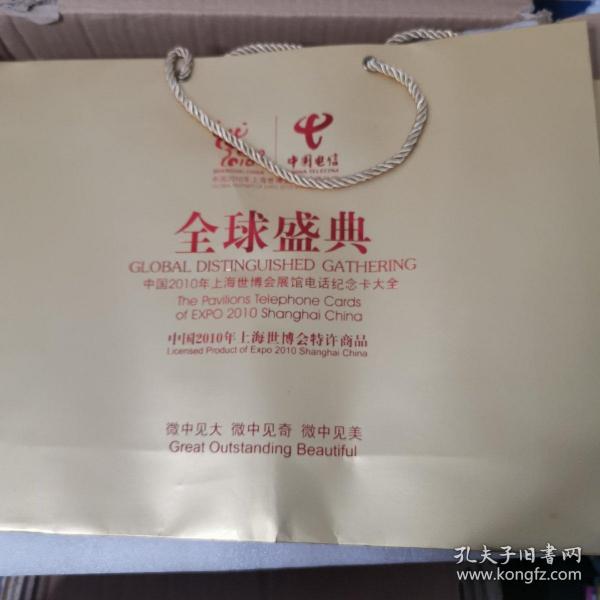 中国电信
CHINA TELECOM
全球盛典
GLOBAL DISTINGUISHED GATHERING
中国2010年上海世博会展馆电话纪念卡大全
The Pavilions Telephone Cards
of EXPO 2010 Shanghai China
中国2010年上海世博会特许商品
Licensed Product of Expo 2010 Shanghai China
微中见大 微中见奇 微中见美
Great Outstanding Beautiful
孔夫子旧书网
www.kongfz.com